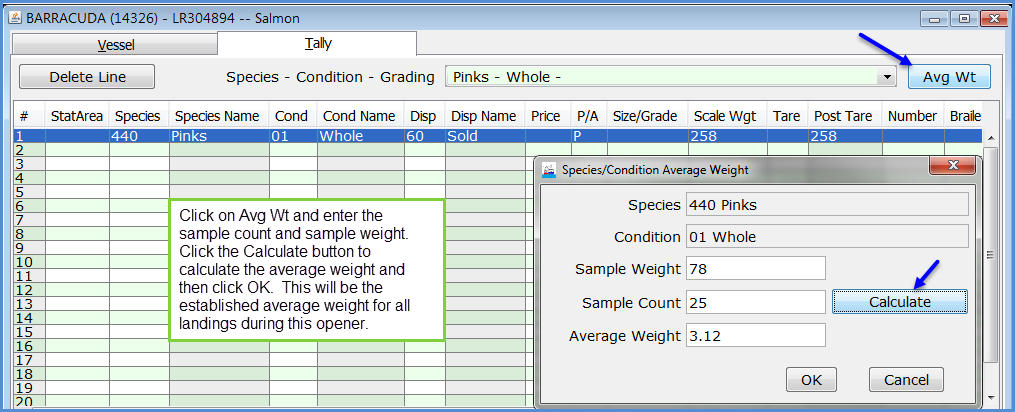 BARRACUDA (14326) - LR304894 -- Salmon
Vessel Tally
Delete Line Species - Condition - Grading Pinks - Whole - Avg Wt
# StatArea Species Species Name Cond Cond Name Disp Disp Name Price P/A Size/Grade Scale Wgt Tare Post Tare Number Braile
1 440 Pinks 01 Whole 60 Sold P 258 258
2
3
4
5
6
7
8
9
10
11
12
13
14
15
16
17
18
19
20
Click on Avg Wt and enter the
sample count and sample weight.
Click the Calculate button to
calculate the average weight and
then click OK. This will be the
established average weight for all
landings during this opener.
Species/Condition Average Weight
Species 440 Pinks
Condition 01 Whole
Sample Weight 78
Sample Count 25 Calculate
Average Weight 3.12
OK Cancel